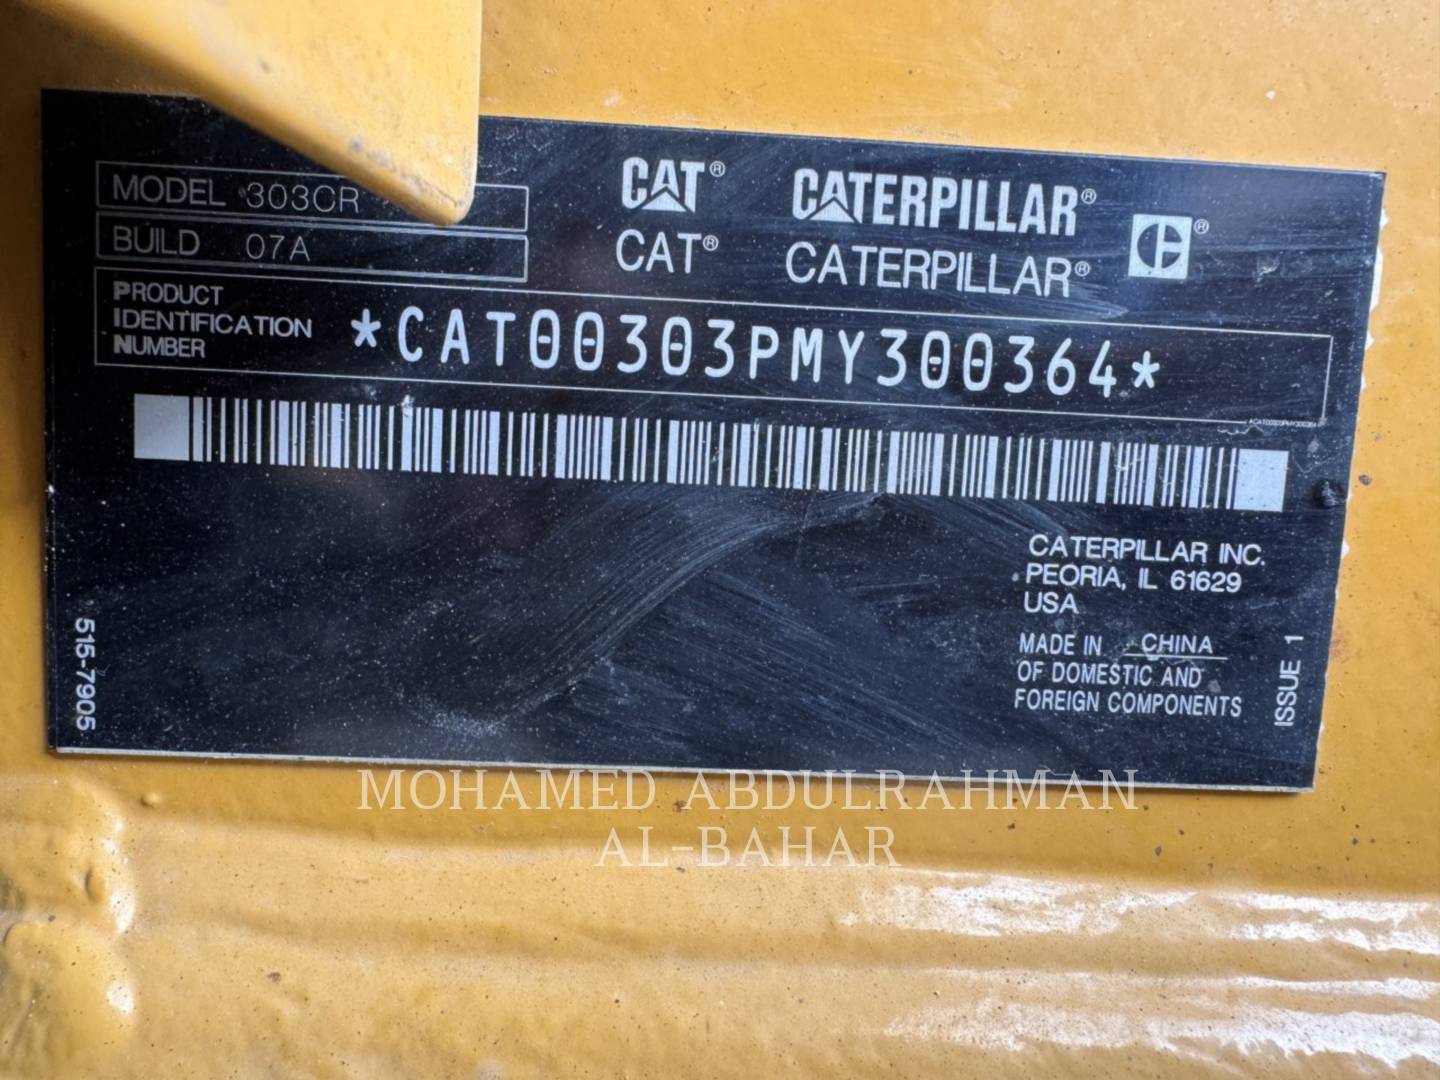 MODEL 303CR
BUILD 07A
CAT® CATERPILLAR®
CAT® CATERPILLAR® ®
PRODUCT
IDENTIFICATION
NUMBER
*CAT00303PMY300364*
*CAT00303PMY300364*
CATERPILLAR INC.
PEORIA, IL 61629
USA
MADE IN CHINA
OF DOMESTIC AND
FOREIGN COMPONENTS
515-7905
ISSUE 1
MOHAMED ABDULRAHMAN
AL-BAHAR